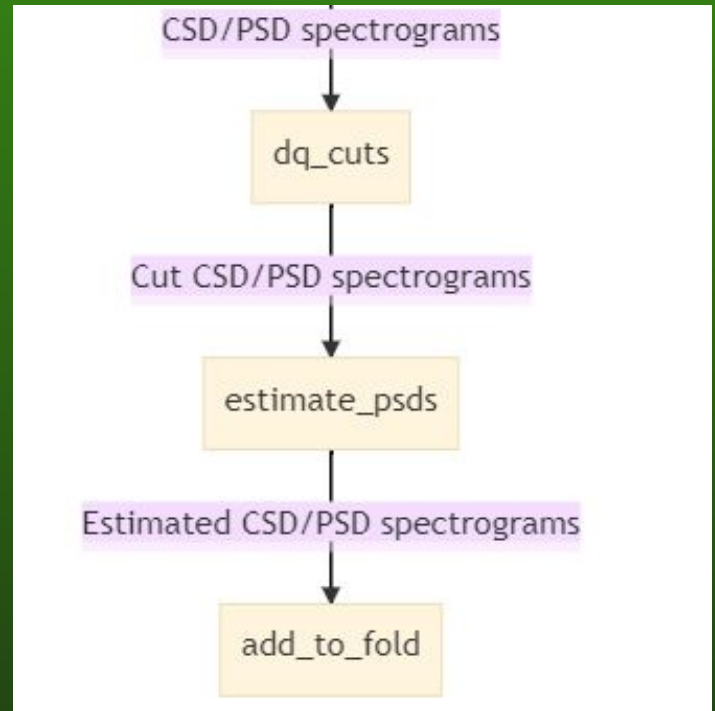 CSD/PSD spectrograms
dq_cuts
Cut CSD/PSD spectrograms
estimate_psds
Estimated CSD/PSD spectrograms
add_to_fold